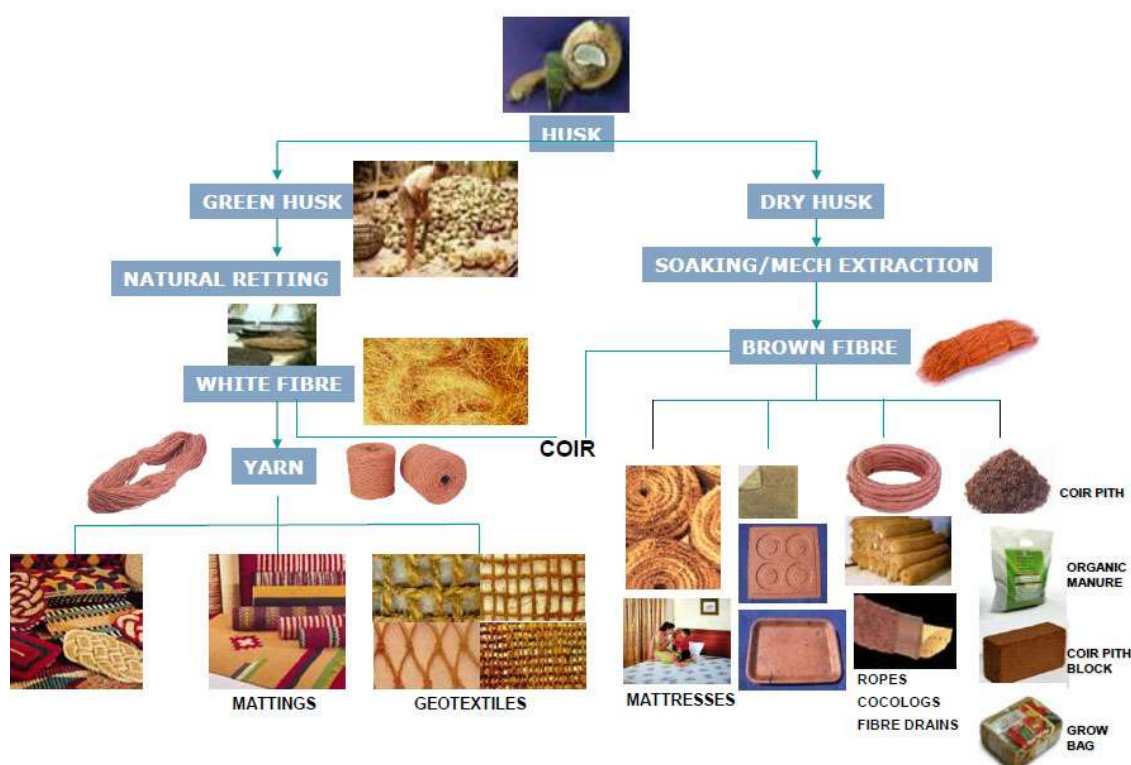 HUSK
GREEN HUSK
DRY HUSK
NATURAL RETTING
SOAKING/MECH EXTRACTION
BROWN FIBRE
WHITE FIBRE
COIR
YARN
COIR PITH
ORGANIC
MANURE
COIR PITH
BLOCK
MATTINGS
GEOTEXTILES
MATTRESSES
ROPES
COCOLOGS
FIBRE DRAINS
GROW
BAG